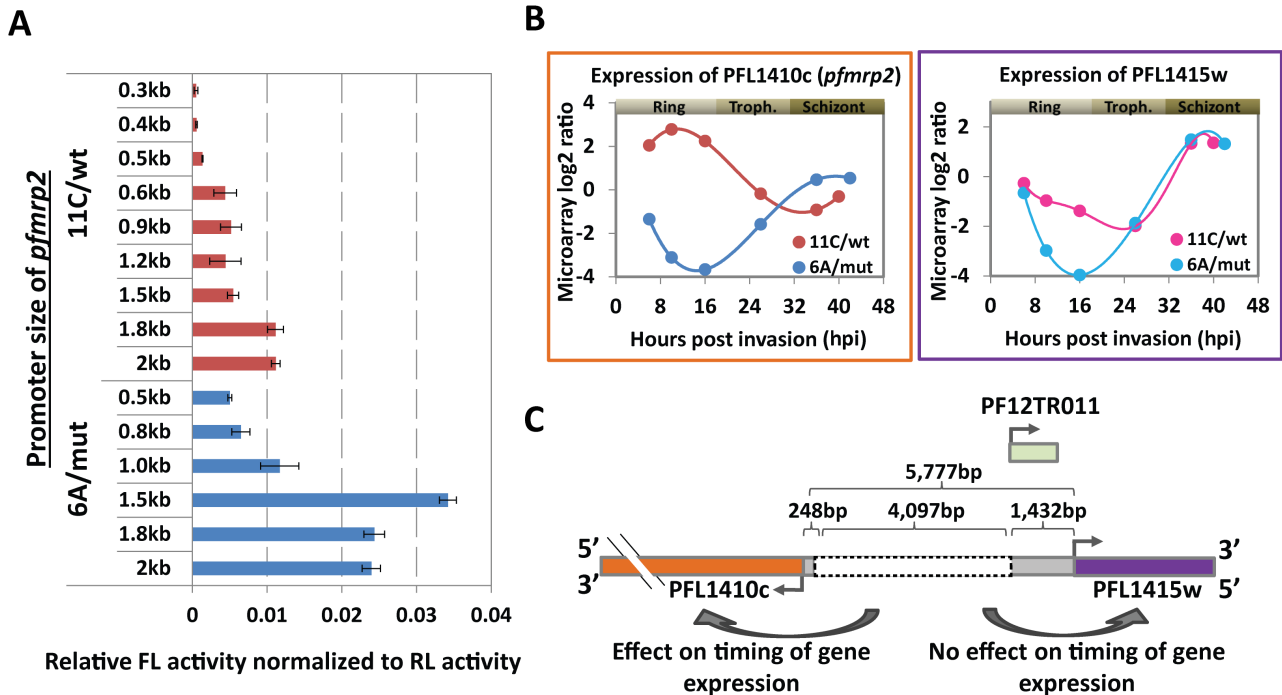 A
Promoter size of pfmrp2
11C/wt
6A/mut
0.3kb
0.4kb
0.5kb
0.6kb
0.9kb
1.2kb
1.5kb
1.8kb
2kb
0.5kb
0.8kb
1.0kb
1.5kb
1.8kb
2kb
0 0.01 0.02 0.03 0.04
Relative FL activity normalized to RL activity
B
Expression of PFL1410c (pfmrp2)
Ring Troph. Schizont
Microarray log2 ratio
4
2
0
-2
-4
11C/wt
6A/mut
0 8 16 24 32 40 48
Hours post invasion (hpi)
Expression of PFL1415w
Ring Troph. Schizont
Microarray log2 ratio
2
0
-2
-4
11C/wt
6A/mut
0 8 16 24 32 40 48
Hours post invasion (hpi)
C
PF12TR011
5,777bp
248bp 4,097bp 1,432bp
5’ 3’
3’ 5’
PFL1410c PFL1415w
Effect on timing of gene
expression
No effect on timing of gene
expression